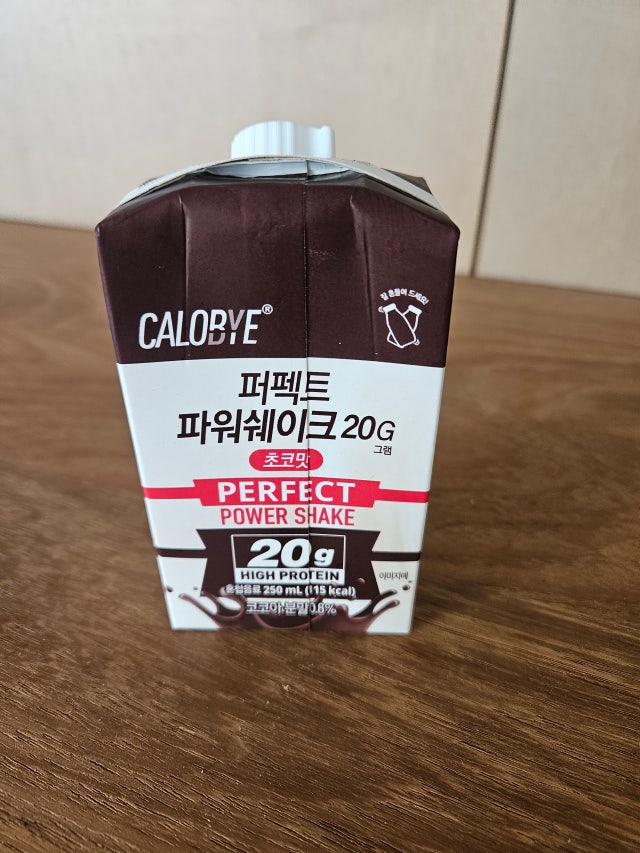 CALOBYE®
잘 흔들어 드세요!
퍼펙트
파워쉐이크 20G
그램
초코맛
PERFECT
POWER SHAKE
20g
HIGH PROTEIN
혼합음료 250 mL (115 kcal)
이미지예
코코아분말 0.8%